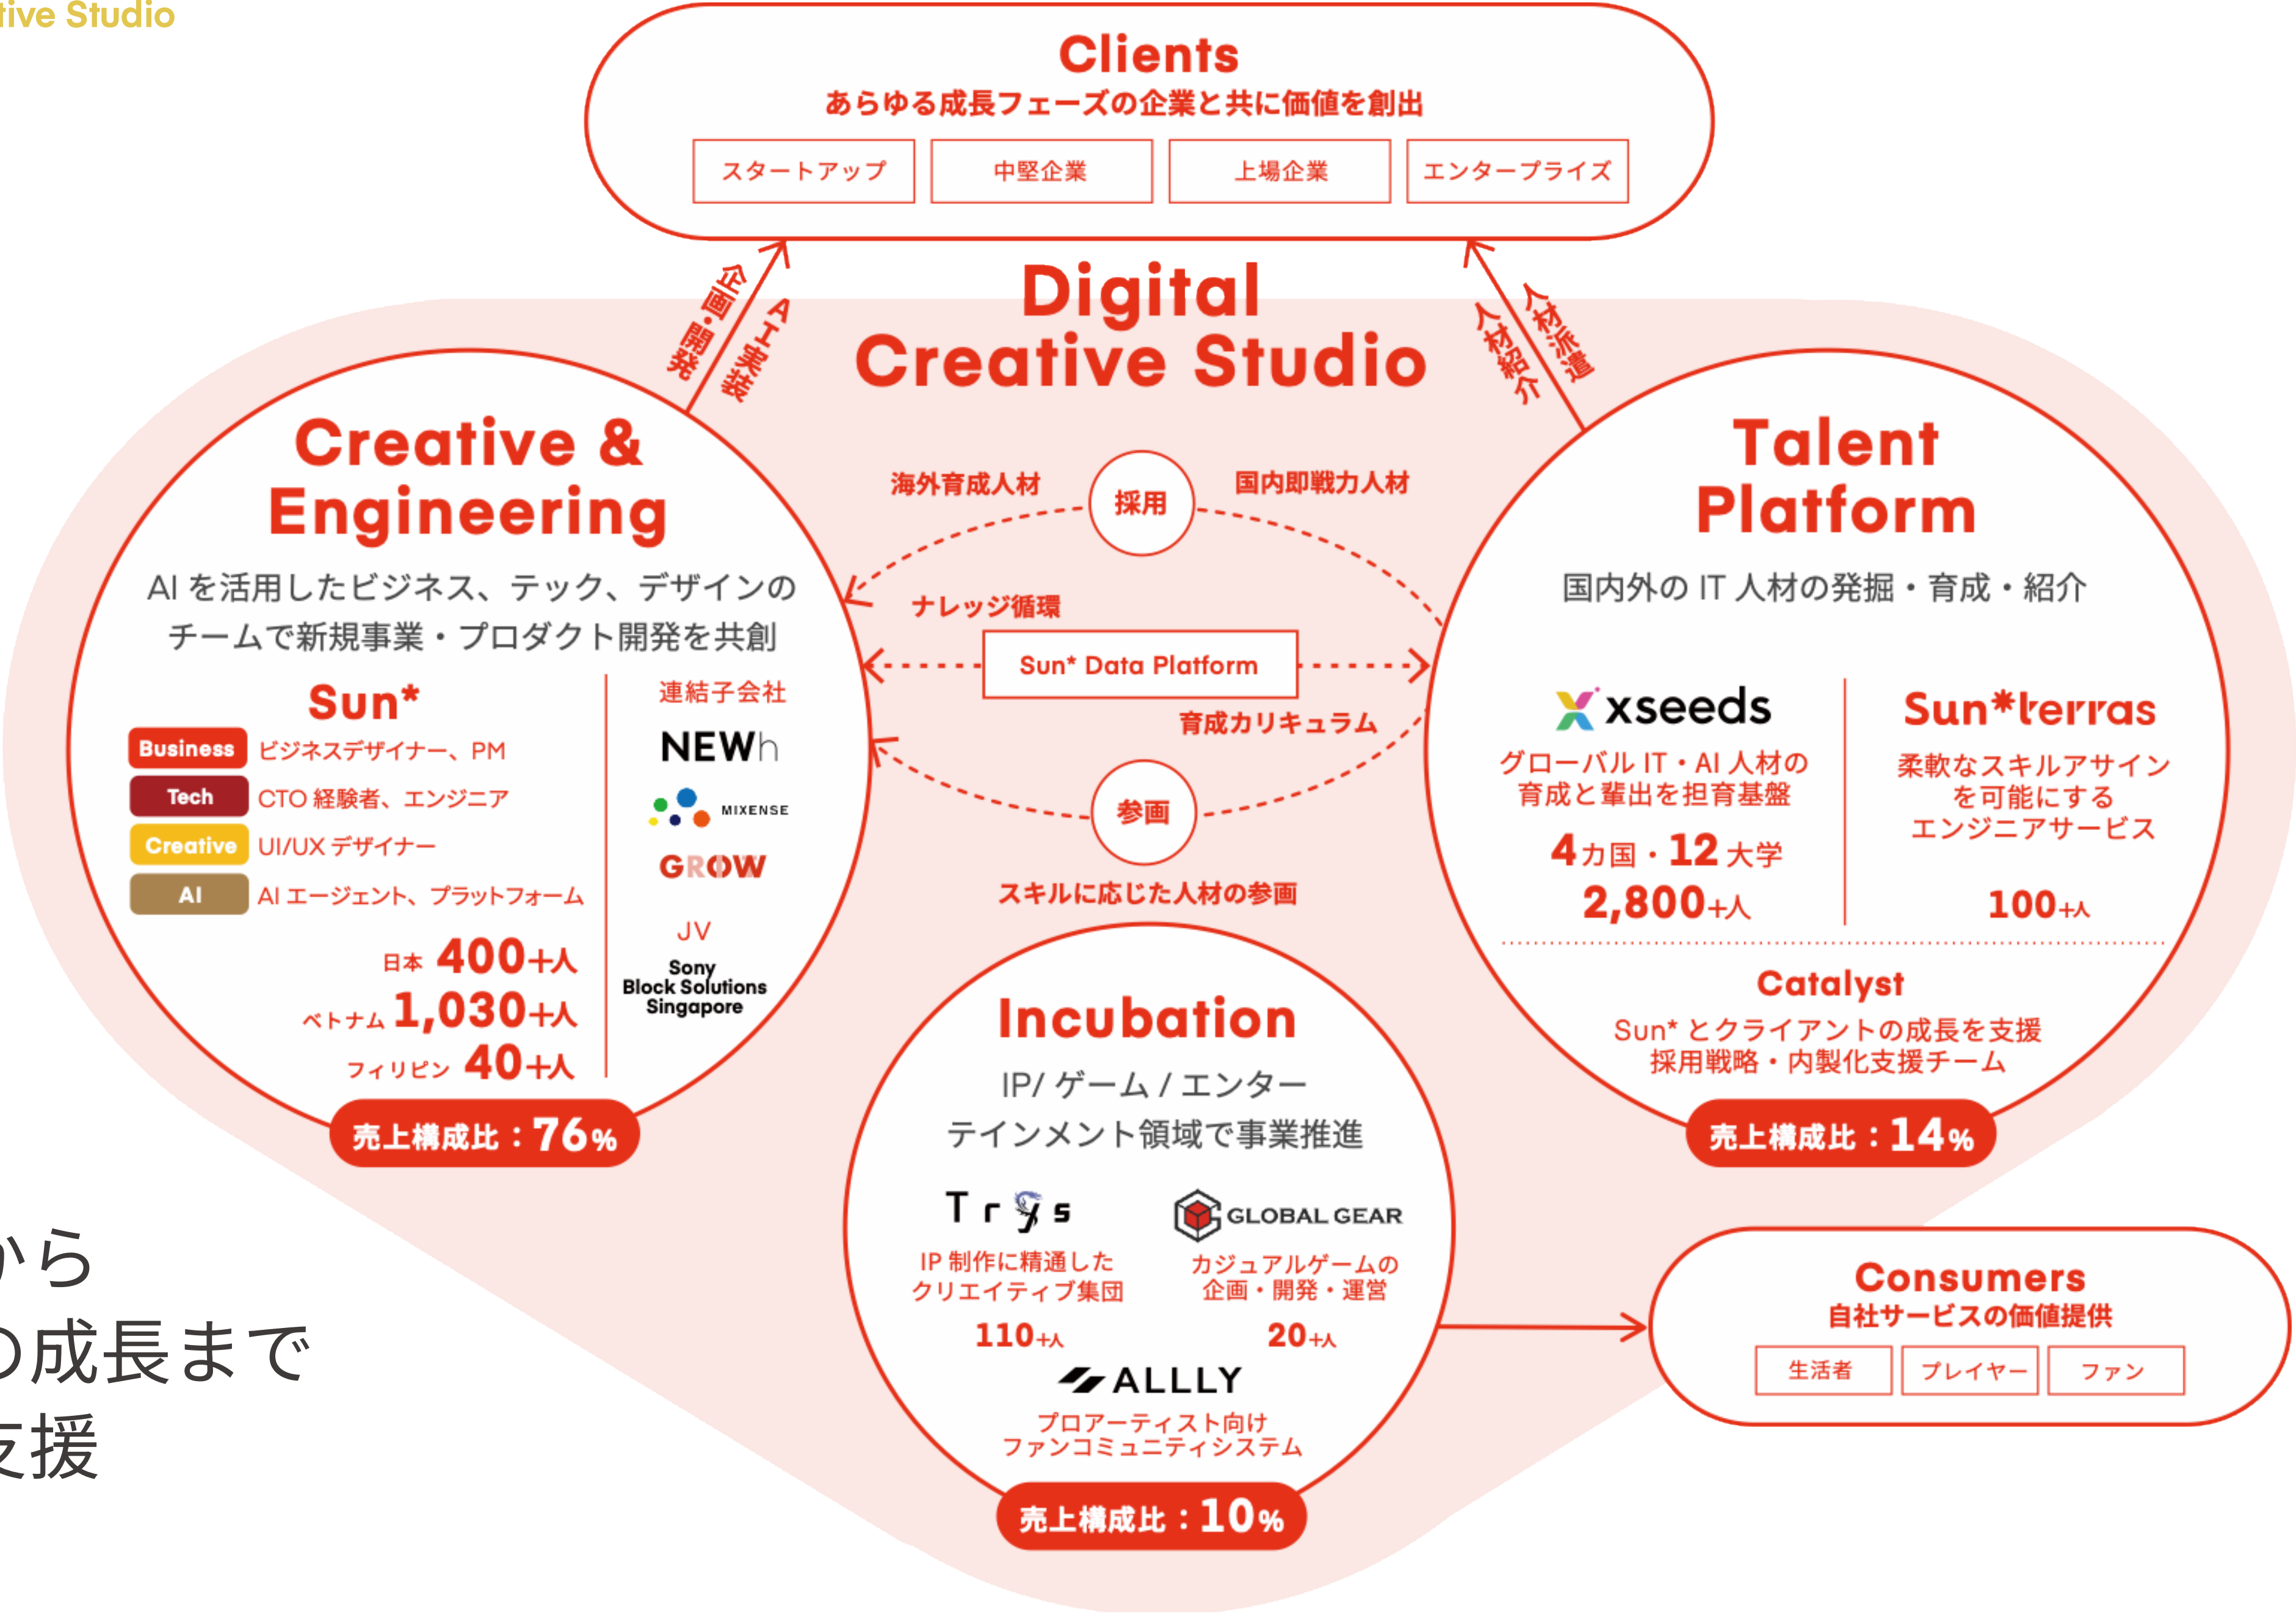 tive Studio
Clients
あらゆる成長フェーズの企業と共に価値を創出
スタートアップ
中堅企業
上場企業
エンタープライズ
企画・開発
AI実装
Digital
Creative Studio
人材紹介
人材派遣
Creative &
Engineering
AI を活用したビジネス、テック、デザインの
チームで新規事業・プロダクト開発を共創
Sun*
Business ビジネスデザイナー、PM
Tech CTO 経験者、エンジニア
Creative UI/UX デザイナー
AI AI エージェント、プラットフォーム
日本 400+人
ベトナム 1,030+人
フィリピン 40+人
連結子会社
NEWh
MIXENSE
GROW
JV
Sony
Block Solutions
Singapore
売上構成比：76%
海外育成人材
採用
国内即戦力人材
ナレッジ循環
Sun* Data Platform
育成カリキュラム
参画
スキルに応じた人材の参画
Talent
Platform
国内外の IT 人材の発掘・育成・紹介
xseeds
グローバル IT・AI 人材の
育成と輩出を担育基盤
4カ国・12 大学
2,800+人
Sun*terras
柔軟なスキルアサイン
を可能にする
エンジニアサービス
100+人
Catalyst
Sun* とクライアントの成長を支援
採用戦略・内製化支援チーム
売上構成比：14%
Incubation
IP/ ゲーム / エンター
テインメント領域で事業推進
Trys
IP 制作に精通した
クリエイティブ集団
110+人
GLOBAL GEAR
カジュアルゲームの
企画・開発・運営
20+人
ALLLY
プロアーティスト向け
ファンコミュニティシステム
売上構成比：10%
Consumers
自社サービスの価値提供
生活者
プレイヤー
ファン
から
の成長まで
支援